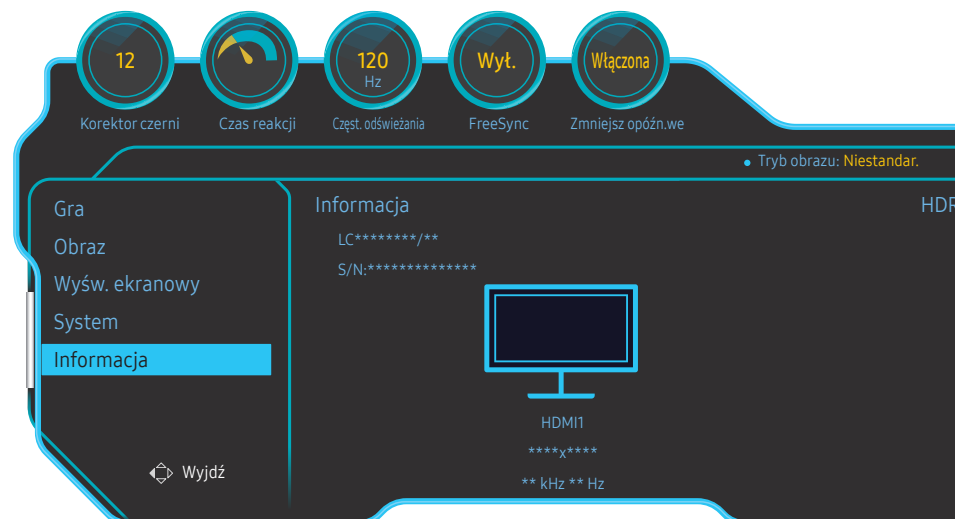 12
120
Hz
Wył.
Włączona
Korektor czerni
Czas reakcji
Częst. odświeżania
FreeSync
Zmniejsz opóźn.we
Tryb obrazu: Niestandar.
Gra
Obraz
Wyśw. ekranowy
System
Informacja
Wyjdź
Informacja
HDR
LC********/**
S/N:**************
HDMI1
****x****
** kHz ** Hz